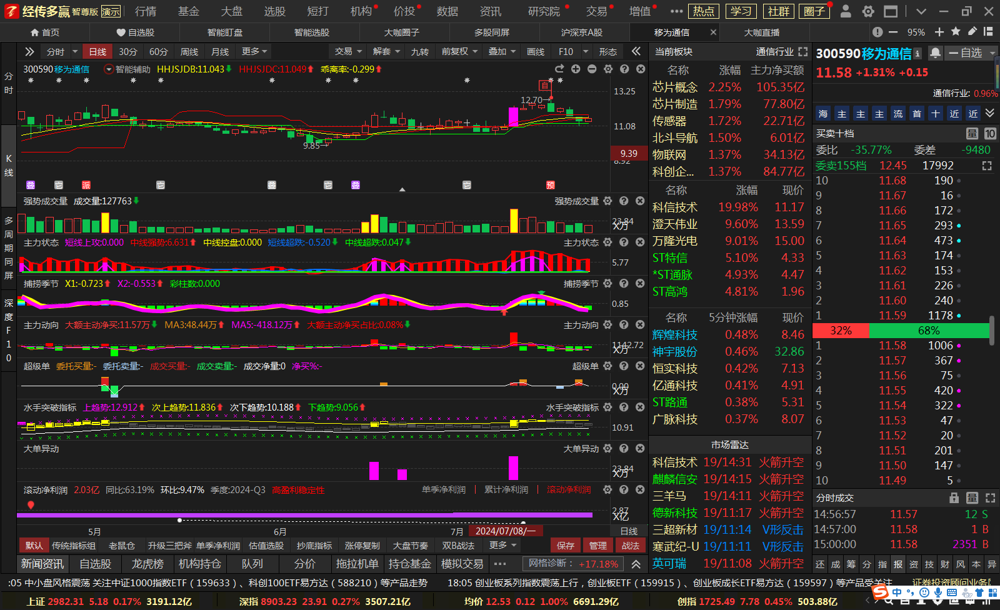 经传多赢 智尊版 演示 行情 基金 大盘 选股 短打 机构 价投 数据 资讯 研究院 交易 增值 ••• 热点 学习 社群 圈子
首页 自选股 智能盯盘 智能选股 大咖圈子 多股同屏 沪深京A股 移为通信 × 大咖直播 95%
分时 日线 30分 60分 周线 月线 更多 交易 解套 九转 前复权 叠加 画线 F10 形态
分时
K线
多周期同屏
深度F10
300590移为通信 智能辅助 HHJSJDB:11.043 HHJSJDC:11.049 乖离率:-0.299
13.25
自
12.70→
11.08
9.85→
9.39
8.92
它 派 它 它 它 预
强势成交量 成交量:127763 强势成交量
23.84
X万
主力状态 短线上攻:0.000 中线强势:6.631 中线控盘:0.000 短线超跌:-0.520 中线超跌:0.047 主力状态
5.77
捕捞季节 X1:-0.723 X2:-0.553 彩柱数:0.000 捕捞季节
0.85
主力动向 大额主动净买:11.57万 MA3:48.44万 MA5:-418.12万 大额主动净买占比:0.08% 主力动向
1142.72
X万
超级单 委托买量:- 委托卖量:- 成交买量:- 成交卖量:- 成交净量:0 净买%:- 超级单
0.00
X万
水手突破指标 上趋势:12.912 次上趋势:11.836 次下趋势:10.188 下趋势:9.056 水手突破指标
10.91
大单异动 大单异动
23.84
X万
滚动净利润 2.03亿 同比:63.19% 环比:9.47% 季度:2024-Q3 高盈利稳定性 单季净利润 | 累计净利润 | 滚动净利润
2.87
X亿
5月 6月 7月 2024/07/08/一 日线
默认 传统指标组 老鼠仓 升级三把斧 单季净利润 估值选股 抄底指标 涨停复制 大盘节奏 双B战法 更多 保存 管理 战法
新闻资讯 自选股 龙虎榜 机构持仓 队列 分价 拖拉机单 持仓基金 模拟交易 ••• 网格诊断： +17.18%
当前板块 通信行业
名称 涨幅 主力净买额
芯片概念 2.25% 105.35亿
芯片制造 1.79% 77.80亿
传感器 1.72% 22.71亿
北斗导航 1.50% 6.01亿
物联网 1.37% 34.13亿
科创企... 1.37% 84.77亿
名称 涨幅 现价
科信技术 19.98% 11.17
澄天伟业 9.60% 13.59
万隆光电 9.01% 15.00
ST特信 5.10% 4.33
*ST通脉 4.93% 4.47
ST高鸿 4.81% 1.96
名称 5分钟涨幅 现价
辉煌科技 0.48% 8.46
神宇股份 0.46% 32.86
恒实科技 0.42% 7.13
亿通科技 0.41% 4.91
ST路通 0.38% 5.31
广脉科技 0.37% 8.07
市场雷达
科信技术 19/14:31 火箭升空
麒麟信安 19/14:15 火箭升空
三羊马 19/14:11 火箭升空
德新科技 19/11:17 火箭升空
三超新材 19/11:14 V形反击
寒武纪-U 19/11:11 V形反击
英可瑞 19/11:08 火箭升空
300590移为通信 自选
11.58 +1.31% +0.15
通信行业: 0.96%
海 主 主 主 流 首 十 近 近
买卖十档 量 10
委比 -35.77% 委差 -9480
委卖155档 12.45 17992
10 11.68 190
9 11.67 16
8 11.66 172
7 11.65 293
6 11.64 473
5 11.63 174
4 11.62 153
3 11.61 226
2 11.60 240
1 11.59 1178
32% 68%
1 11.58 1006
2 11.57 367
3 11.56 75
4 11.55 420
5 11.54 322
6 11.53 47
7 11.52 20
8 11.51 201
9 11.50 147
10 11.49 5
分时成交 量
14:56:57 11.57 12 S
14:57:00 11.58 1 B
15:00:00 11.58 2351 B
还 成 筹 分 指 报 资 技 财 风 本 异
:05 中小盘风格震荡 关注中证1000指数ETF（159633）、科创100ETF易方达（588210）等产品走势 18:05 创业板系列指数震荡上行，创业板ETF（159915）、创业板成长ETF易方达（159597）等产品受关注 证券投资顾问业务
上证 2982.31 5.18 0.17% 3191.12亿 深指 8903.23 23.91 0.27% 3507.21亿 均价 12.53 0.12 1.00% 6691.29亿 创指 1725.49 7.78 0.45% 503.88亿
S 中